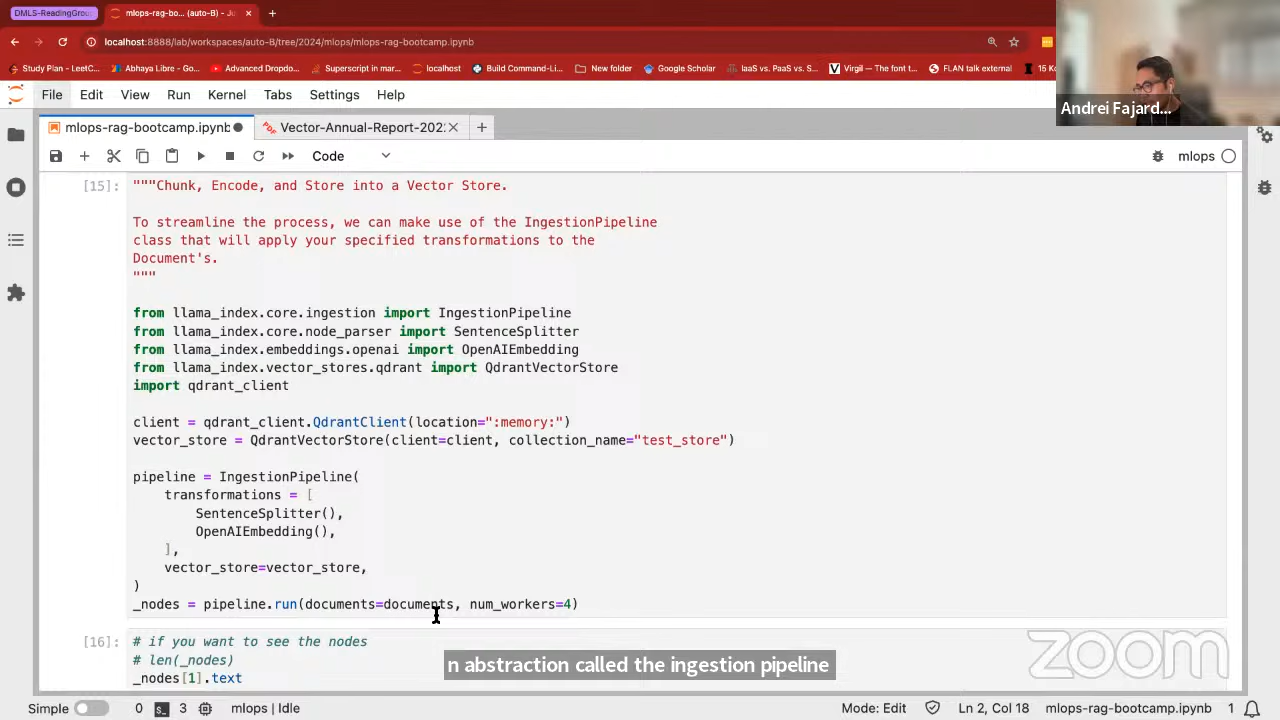 DMLS-ReadingGrou
mlops-rag-bo... (auto-B) - Ju
localhost:8888/lab/workspaces/auto-B/tree/2024/mlops/mlops-rag-bootcamp.ipynb
Study Plan - LeetC...
Abhaya Libre - Go...
Advanced Dropdo...
Superscript in mar...
localhost
Build Command-Li...
New folder
Google Scholar
IaaS vs. PaaS vs. S...
Virgil — The font t...
FLAN talk external
Andrei Fajard...
File Edit View Run Kernel Tabs Settings Help
mlops-rag-bootcamp.ipynb
Vector-Annual-Report-202
Code
mlops
[15]:
"""Chunk, Encode, and Store into a Vector Store.
To streamline the process, we can make use of the IngestionPipeline
class that will apply your specified transformations to the
Document's.
"""
from llama_index.core.ingestion import IngestionPipeline
from llama_index.core.node_parser import SentenceSplitter
from llama_index.embeddings.openai import OpenAIEmbedding
from llama_index.vector_stores.qdrant import QdrantVectorStore
import qdrant_client
client = qdrant_client.QdrantClient(location=":memory:")
vector_store = QdrantVectorStore(client=client, collection_name="test_store")
pipeline = IngestionPipeline(
transformations = [
SentenceSplitter(),
OpenAIEmbedding(),
],
vector_store=vector_store,
)
_nodes = pipeline.run(documents=documents, num_workers=4)
[16]:
# if you want to see the nodes
# len(_nodes)
_nodes[1].text
n abstraction called the ingestion pipeline
zoom
Simple 0 3 mlops | Idle Mode: Edit Ln 2, Col 18 mlops-rag-bootcamp.ipynb 1